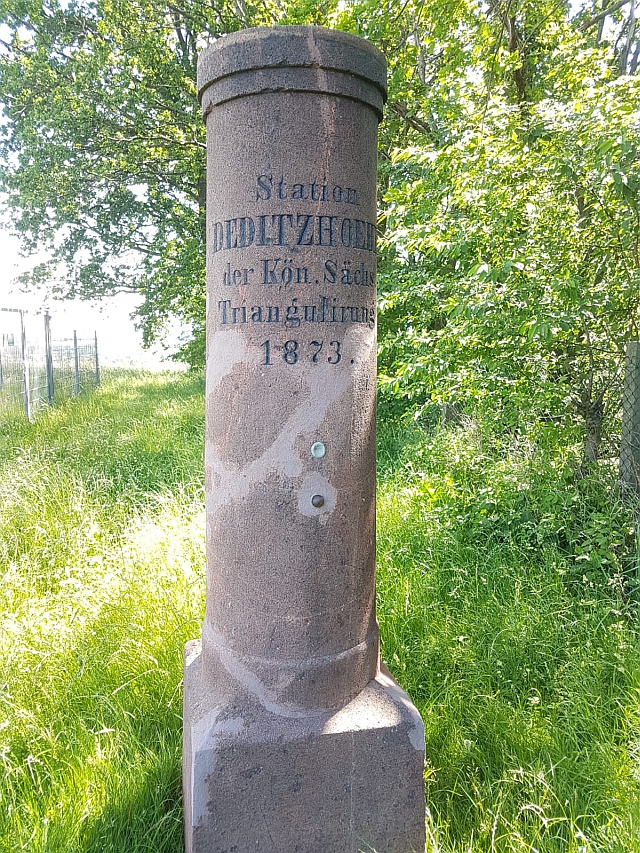 Station
DEDITZHOEHE
der Kön. Sächs.
Triangulirung
1873.